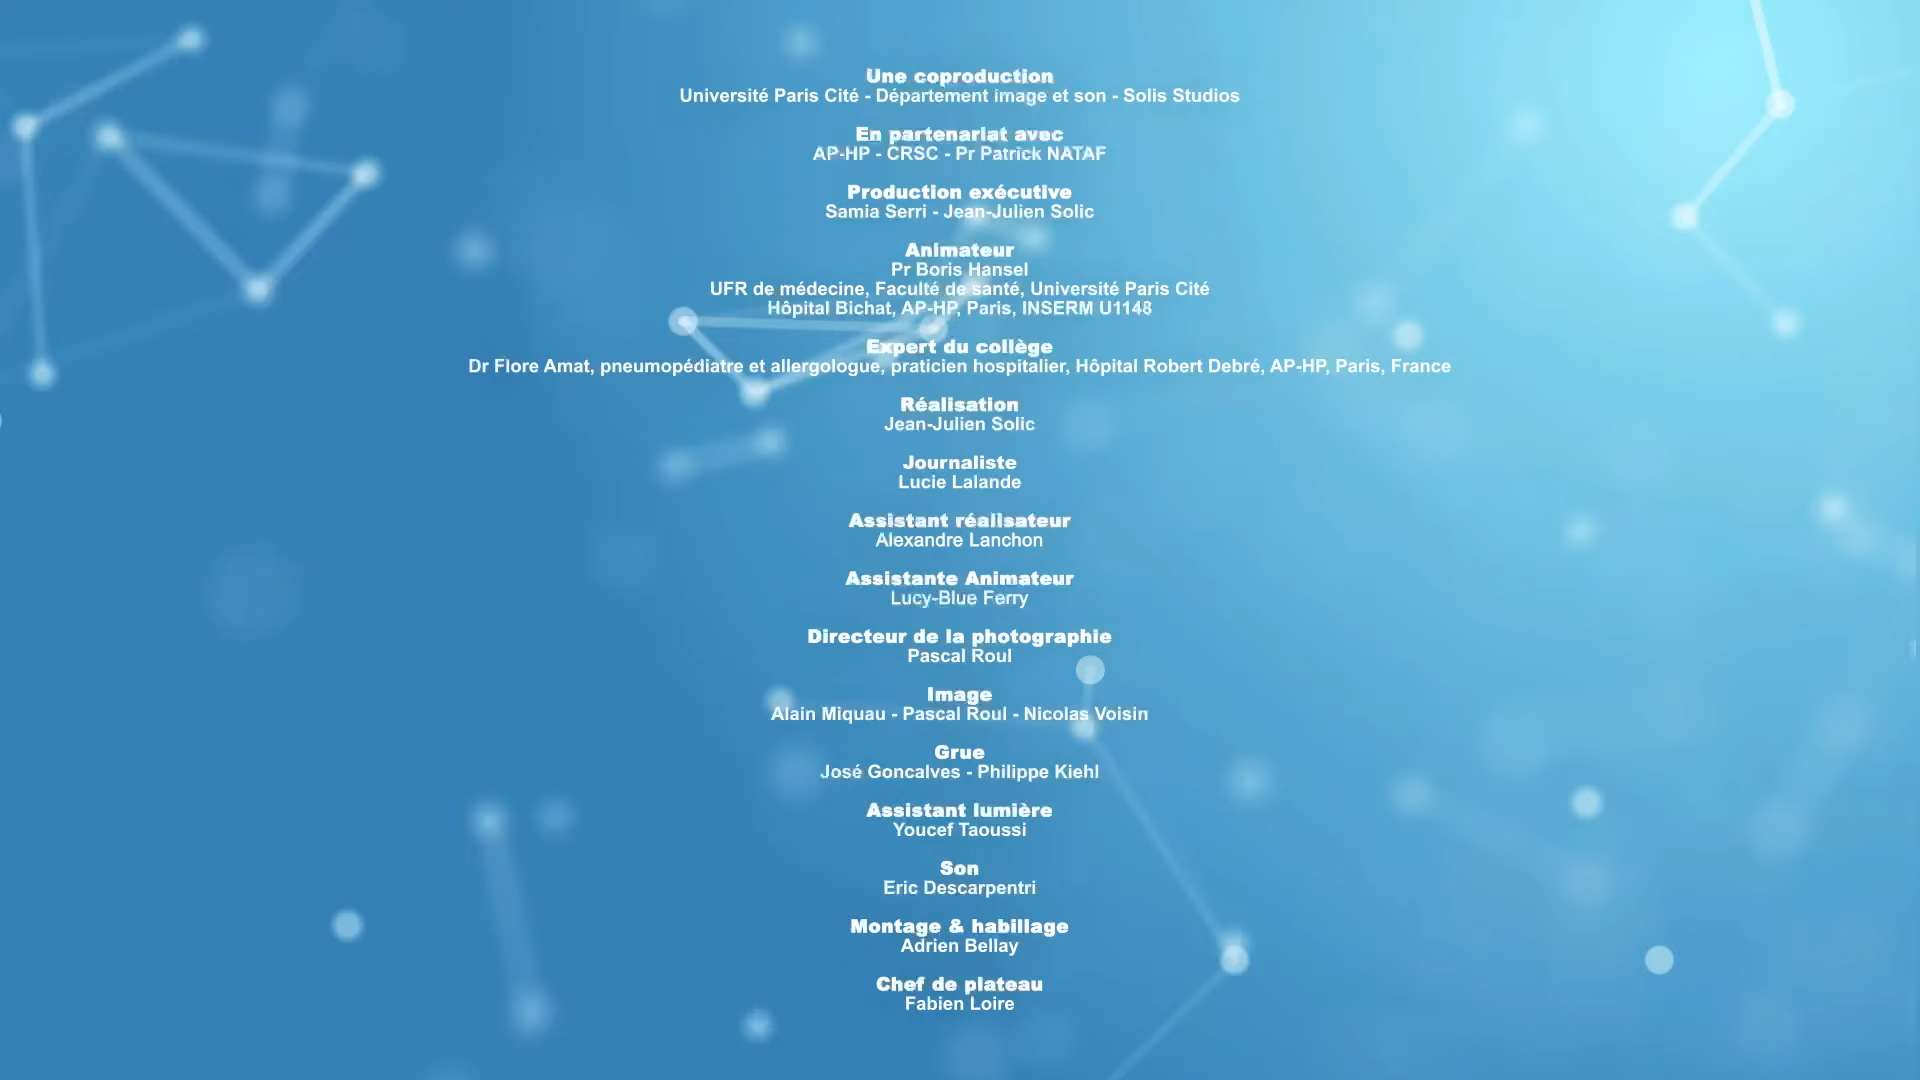 Une coproduction
Université Paris Cité - Département image et son - Solis Studios
En partenariat avec
AP-HP - CRSC - Pr Patrick NATAF
Production exécutive
Samia Serri - Jean-Julien Solic
Animateur
Pr Boris Hansel
UFR de médecine, Faculté de santé, Université Paris Cité
Hôpital Bichat, AP-HP, Paris, INSERM U1148
Expert du collège
Dr Flore Amat, pneumopédiatre et allergologue, praticien hospitalier, Hôpital Robert Debré, AP-HP, Paris, France
Réalisation
Jean-Julien Solic
Journaliste
Lucie Lalande
Assistant réalisateur
Alexandre Lanchon
Assistante Animateur
Lucy-Blue Ferry
Directeur de la photographie
Pascal Roul
Image
Alain Miquau - Pascal Roul - Nicolas Voisin
Grue
José Goncalves - Philippe Kiehl
Assistant lumière
Youcef Taoussi
Son
Eric Descarpentri
Montage & habillage
Adrien Bellay
Chef de plateau
Fabien Loire